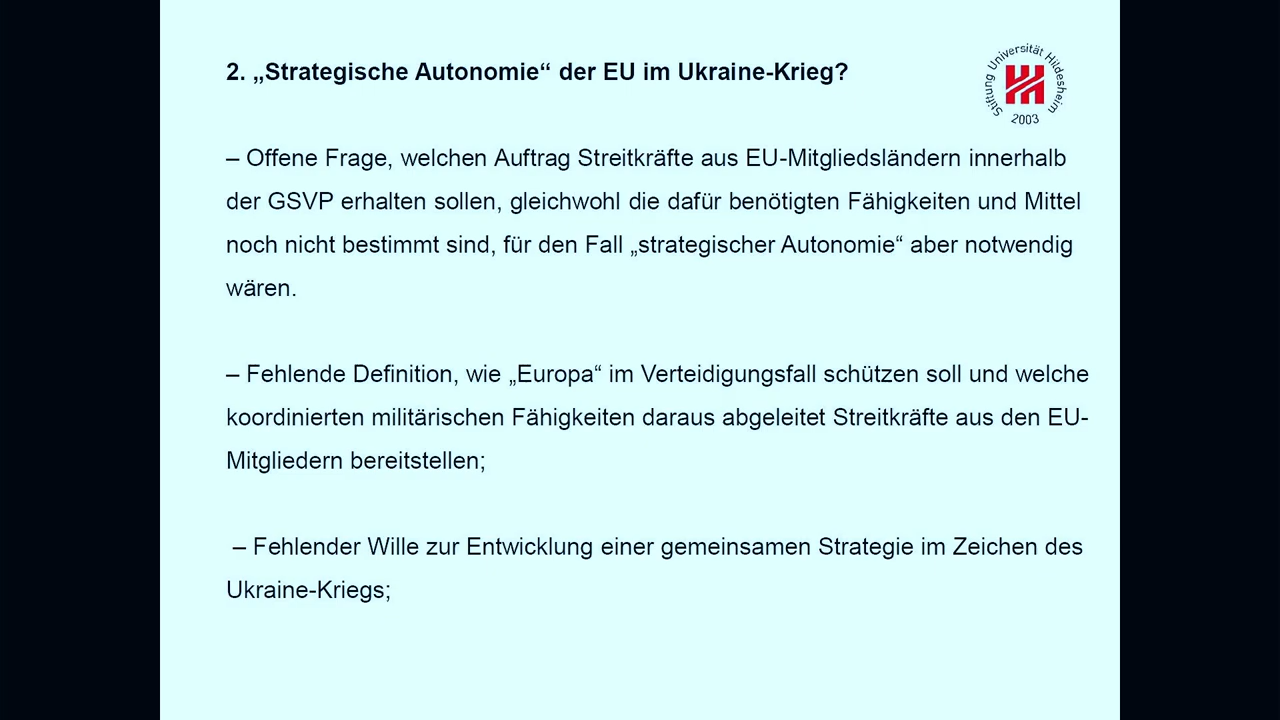 2. „Strategische Autonomie“ der EU im Ukraine-Krieg?
Stiftung Universität Hildesheim
2003
– Offene Frage, welchen Auftrag Streitkräfte aus EU-Mitgliedsländern innerhalb
der GSVP erhalten sollen, gleichwohl die dafür benötigten Fähigkeiten und Mittel
noch nicht bestimmt sind, für den Fall „strategischer Autonomie“ aber notwendig
wären.
– Fehlende Definition, wie „Europa“ im Verteidigungsfall schützen soll und welche
koordinierten militärischen Fähigkeiten daraus abgeleitet Streitkräfte aus den EU-
Mitgliedern bereitstellen;
– Fehlender Wille zur Entwicklung einer gemeinsamen Strategie im Zeichen des
Ukraine-Kriegs;